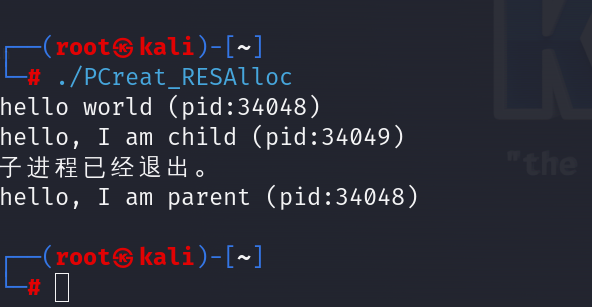 ┌──(root㉿kali)-[~]
└─# ./PCreat_RESAlloc
hello world (pid:34048)
hello, I am child (pid:34049)
子进程已经退出。
hello, I am parent (pid:34048)
┌──(root㉿kali)-[~]
└─#
"the